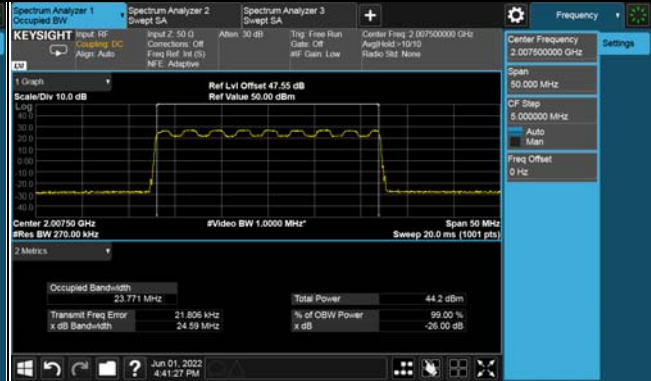 Spectrum Analyzer 1
Occupied BW
Spectrum Analyzer 2
Swept SA
Spectrum Analyzer 3
Swept SA
+
Frequency
KEYSIGHT
Input: RF
Coupling: DC
Align: Auto
Input Z: 50 Ω
Corrections: Off
Freq Ref: Int (S)
NFE: Adaptive
Atten: 30 dB
Trig: Free Run
Gate: Off
#IF Gain: Low
Center Freq: 2.007500000 GHz
Avg|Hold:>10/10
Radio Std: None
Center Frequency
2.007500000 GHz
Settings
Span
50.000 MHz
CF Step
5.000000 MHz
Auto
Man
Freq Offset
0 Hz
LXI
1 Graph
Scale/Div 10.0 dB
Ref Lvl Offset 47.55 dB
Ref Value 50.00 dBm
Log
40.0
30.0
20.0
10.0
0.00
-10.0
-20.0
-30.0
-40.0
Center 2.00750 GHz
#Video BW 1.0000 MHz*
Span 50 MHz
#Res BW 270.00 kHz
Sweep 20.0 ms (1001 pts)
2 Metrics
Occupied Bandwidth
23.771 MHz
Total Power
44.2 dBm
Transmit Freq Error
21.806 kHz
% of OBW Power
99.00 %
x dB Bandwidth
24.59 MHz
x dB
-26.00 dB
?
Jun 01, 2022
4:41:27 PM